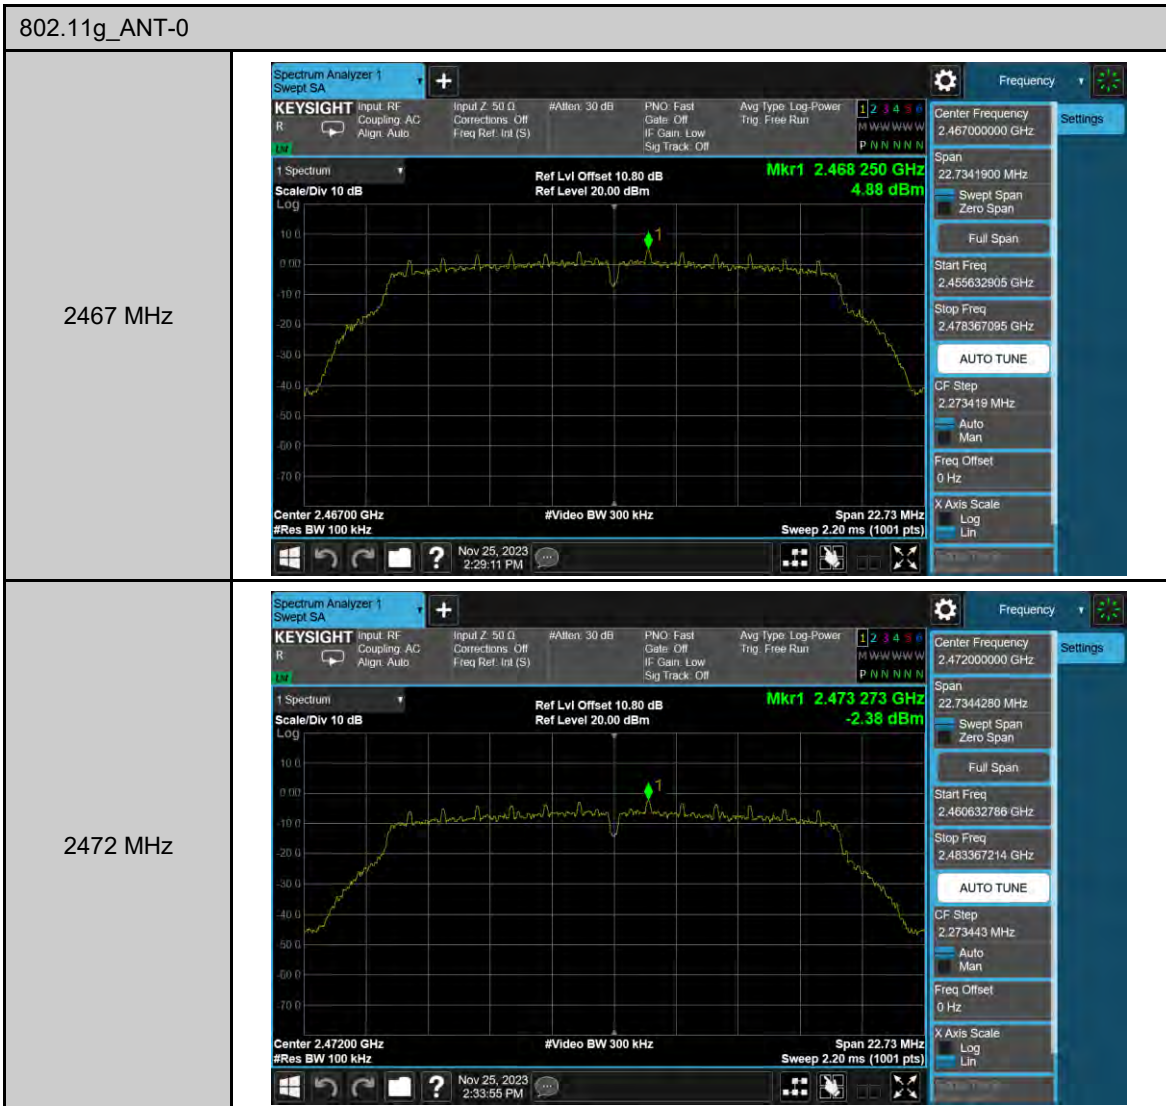 802.11g_ANT-0
2467 MHz
Spectrum Analyzer 1
Swept SA
+
Frequency
KEYSIGHT
R
Input: RF
Coupling: AC
Align: Auto
Input Z: 50 Ω
Corrections: Off
Freq Ref: Int (S)
#Atten: 30 dB
PNO: Fast
Gate: Off
IF Gain: Low
Sig Track: Off
Avg Type: Log-Power
Trig: Free Run
1 2 3 4 5 6
M W W W W W
P N N N N N
1 Spectrum
Scale/Div 10 dB
Log
Ref Lvl Offset 10.80 dB
Ref Level 20.00 dBm
Mkr1 2.468 250 GHz
4.88 dBm
1
10.0
0.00
-10.0
-20.0
-30.0
-40.0
-50.0
-60.0
-70.0
Center 2.46700 GHz
#Res BW 100 kHz
#Video BW 300 kHz
Span 22.73 MHz
Sweep 2.20 ms (1001 pts)
?
Nov 25, 2023
2:29:11 PM
Center Frequency
2.467000000 GHz
Span
22.7341900 MHz
Swept Span
Zero Span
Full Span
Start Freq
2.455632905 GHz
Stop Freq
2.478367095 GHz
AUTO TUNE
CF Step
2.273419 MHz
Auto
Man
Freq Offset
0 Hz
X Axis Scale
Log
Lin
Settings
2472 MHz
Spectrum Analyzer 1
Swept SA
+
Frequency
KEYSIGHT
R
Input: RF
Coupling: AC
Align: Auto
Input Z: 50 Ω
Corrections: Off
Freq Ref: Int (S)
#Atten: 30 dB
PNO: Fast
Gate: Off
IF Gain: Low
Sig Track: Off
Avg Type: Log-Power
Trig: Free Run
1 2 3 4 5 6
M W W W W W
P N N N N N
1 Spectrum
Scale/Div 10 dB
Log
Ref Lvl Offset 10.80 dB
Ref Level 20.00 dBm
Mkr1 2.473 273 GHz
-2.38 dBm
1
10.0
0.00
-10.0
-20.0
-30.0
-40.0
-50.0
-60.0
-70.0
Center 2.47200 GHz
#Res BW 100 kHz
#Video BW 300 kHz
Span 22.73 MHz
Sweep 2.20 ms (1001 pts)
?
Nov 25, 2023
2:33:55 PM
Center Frequency
2.472000000 GHz
Span
22.7344280 MHz
Swept Span
Zero Span
Full Span
Start Freq
2.460632786 GHz
Stop Freq
2.483367214 GHz
AUTO TUNE
CF Step
2.273443 MHz
Auto
Man
Freq Offset
0 Hz
X Axis Scale
Log
Lin
Settings